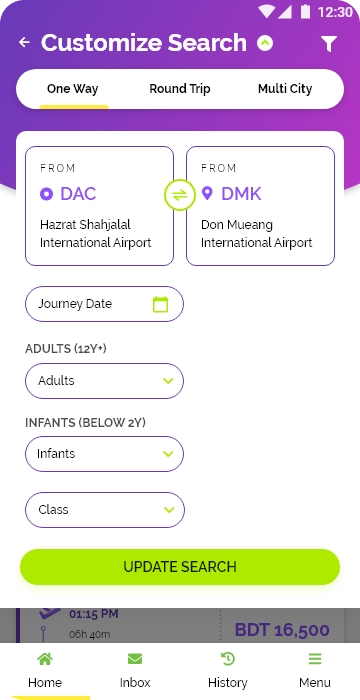 12:30
Customize Search
One Way
Round Trip
Multi City
FROM
DAC
Hazrat Shahjalal
International Airport
FROM
DMK
Don Mueang
International Airport
Journey Date
ADULTS (12Y+)
Adults
INFANTS (BELOW 2Y)
Infants
Class
UPDATE SEARCH
01:15 PM
06h 40m
BDT 16,500
Home
Inbox
History
Menu